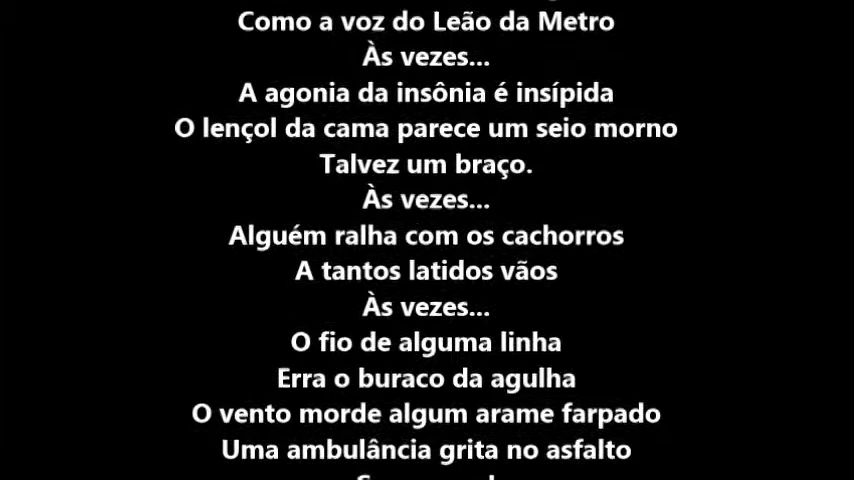 Como a voz do Leão da Metro
Às vezes...
A agonia da insônia é insípida
O lençol da cama parece um seio morno
Talvez um braço.
Às vezes...
Alguém ralha com os cachorros
A tantos latidos vãos
Às vezes...
O fio de alguma linha
Erra o buraco da agulha
O vento morde algum arame farpado
Uma ambulância grita no asfalto